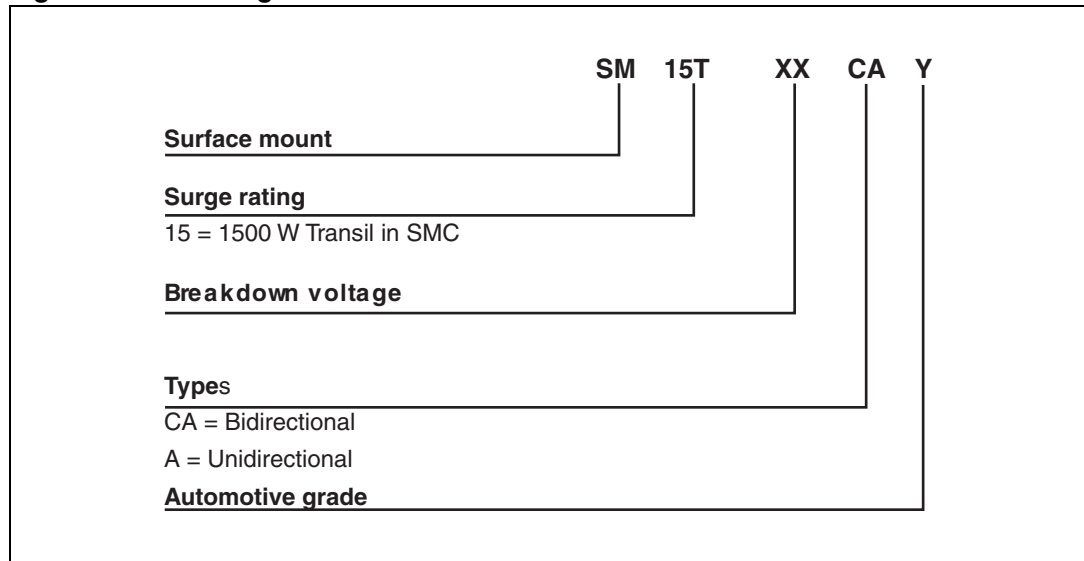 SM 15T XX CA Y
Surface mount
Surge rating
15 = 1500 W Transil in SMC
Breakdown voltage
Types
CA = Bidirectional
A = Unidirectional
Automotive grade